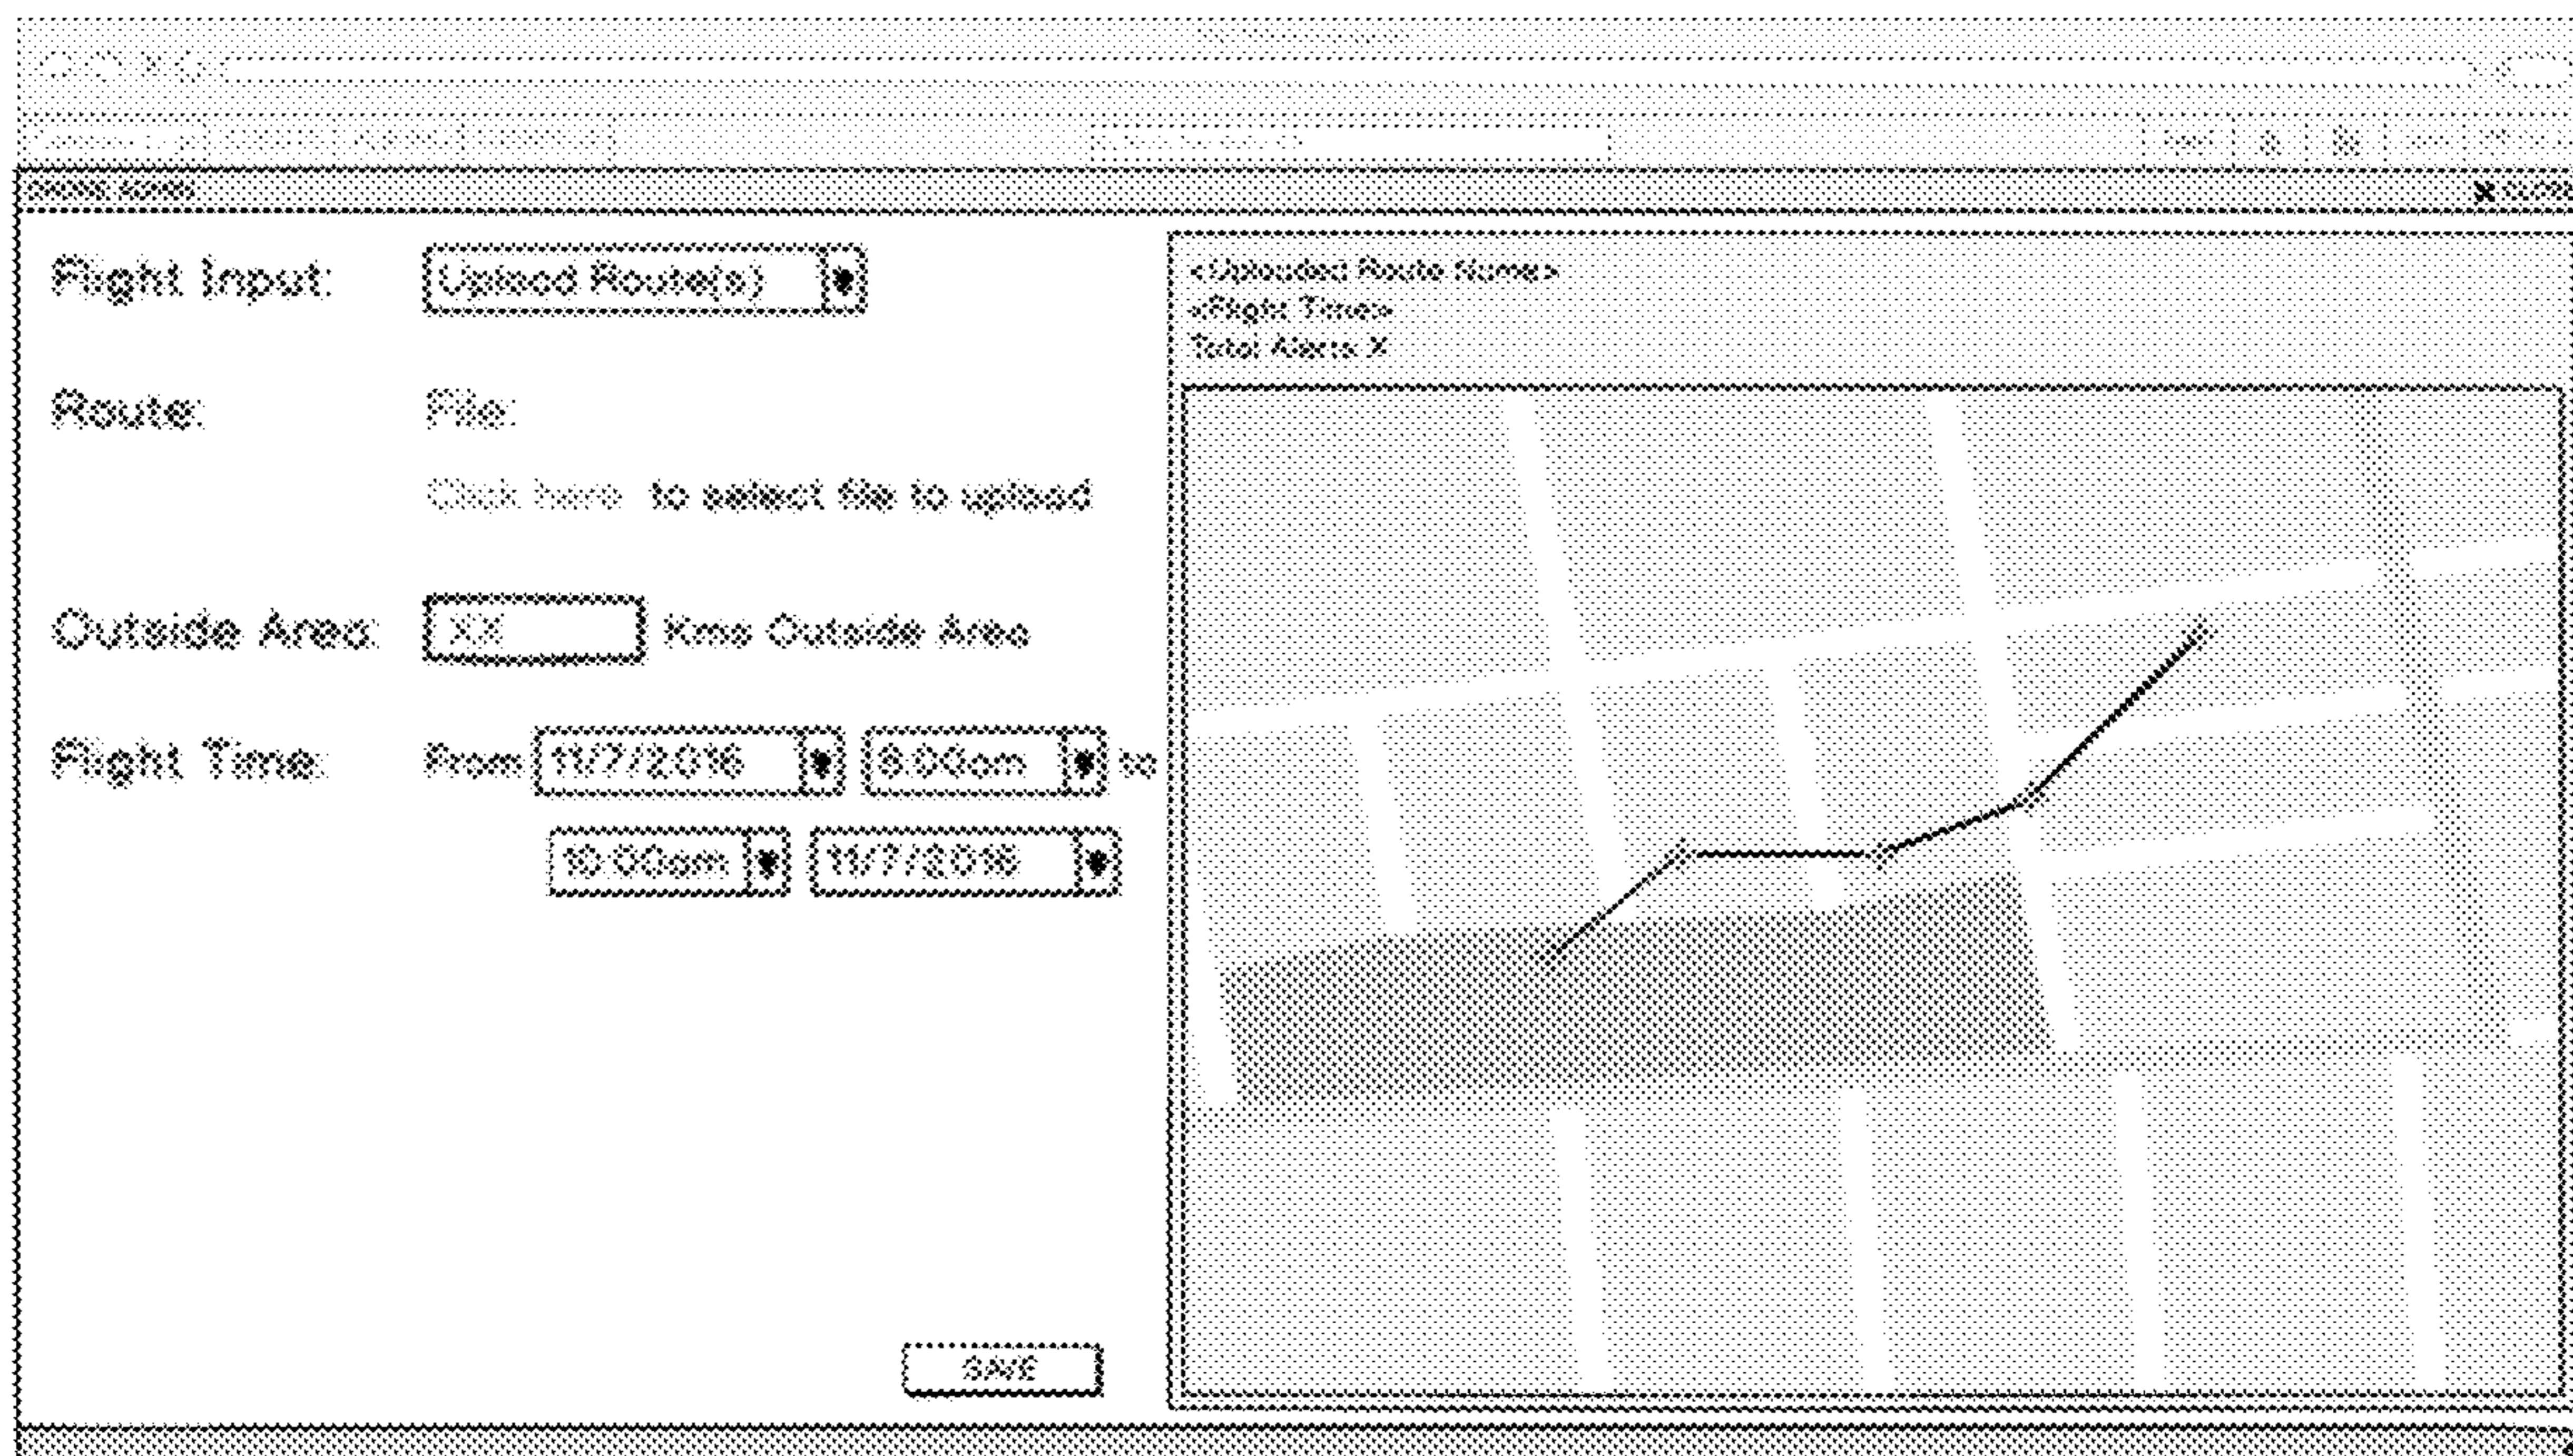 Flight Input: Upload Route(s)
Route: File:
Click here to select file to upload
Outside Area: XX Kms Outside Area
Flight Time: From 11/7/2016 8:00am to
10:00am 11/7/2016
SAVE
CLOSE
<Uploaded Route Name>
<Flight Time>
Total Alerts X